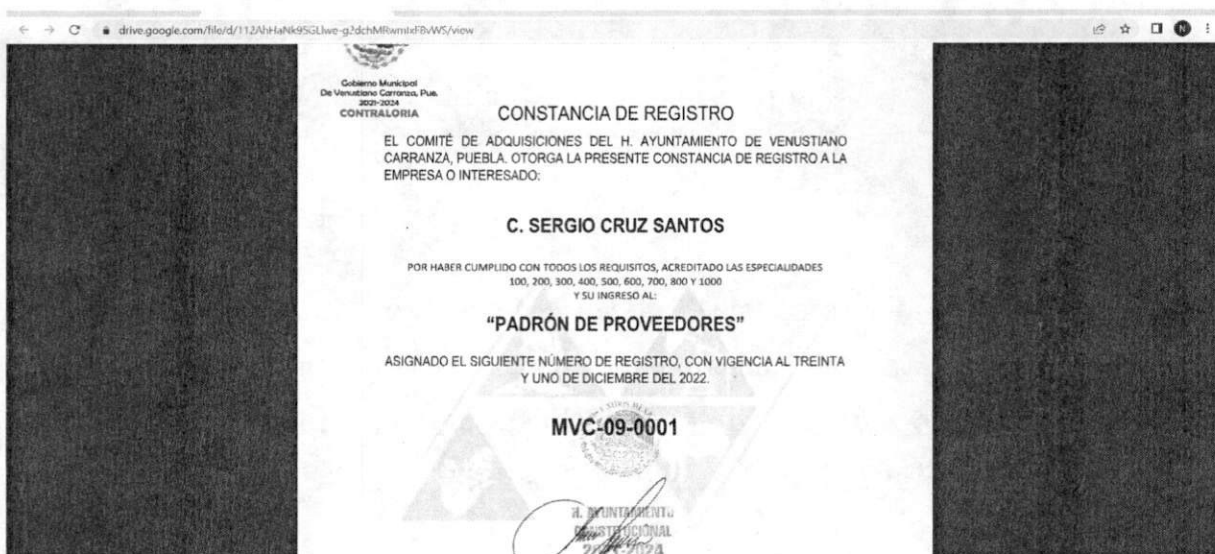 drive.google.com/file/d/112AhHaNk95GLlwe-g2dchMRwmIxFBvWS/view
N
Gobierno Municipal
De Venustiano Carranza, Pue.
2021-2024
CONTRALORIA
CONSTANCIA DE REGISTRO
EL COMITÉ DE ADQUISICIONES DEL H. AYUNTAMIENTO DE VENUSTIANO
CARRANZA, PUEBLA. OTORGA LA PRESENTE CONSTANCIA DE REGISTRO A LA
EMPRESA O INTERESADO:
C. SERGIO CRUZ SANTOS
POR HABER CUMPLIDO CON TODOS LOS REQUISITOS, ACREDITADO LAS ESPECIALIDADES
100, 200, 300, 400, 500, 600, 700, 800 Y 1000
Y SU INGRESO AL:
“PADRÓN DE PROVEEDORES”
ASIGNADO EL SIGUIENTE NÚMERO DE REGISTRO, CON VIGENCIA AL TREINTA
Y UNO DE DICIEMBRE DEL 2022.
MVC-09-0001
H. AYUNTAMIENTO
CONSTITUCIONAL
2021-2024